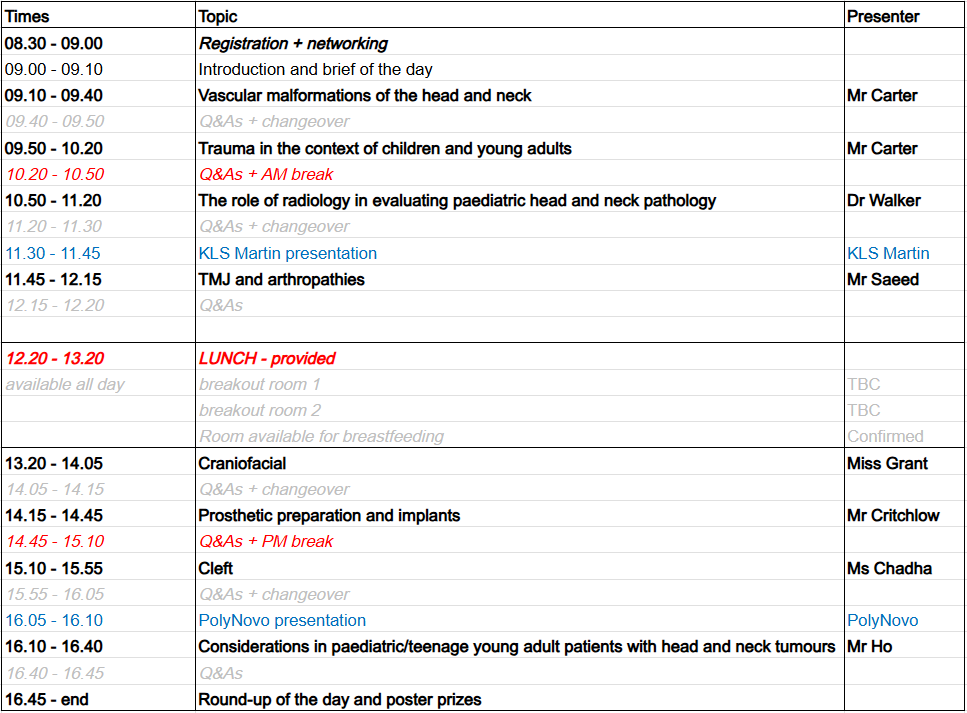 Times Topic Presenter
08.30 - 09.00 Registration + networking
09.00 - 09.10 Introduction and brief of the day
09.10 - 09.40 Vascular malformations of the head and neck Mr Carter
09.40 - 09.50 Q&As + changeover
09.50 - 10.20 Trauma in the context of children and young adults Mr Carter
10.20 - 10.50 Q&As + AM break
10.50 - 11.20 The role of radiology in evaluating paediatric head and neck pathology Dr Walker
11.20 - 11.30 Q&As + changeover
11.30 - 11.45 KLS Martin presentation KLS Martin
11.45 - 12.15 TMJ and arthropathies Mr Saeed
12.15 - 12.20 Q&As
12.20 - 13.20 LUNCH - provided
available all day breakout room 1 TBC
breakout room 2 TBC
Room available for breastfeeding Confirmed
13.20 - 14.05 Craniofacial Miss Grant
14.05 - 14.15 Q&As + changeover
14.15 - 14.45 Prosthetic preparation and implants Mr Critchlow
14.45 - 15.10 Q&As + PM break
15.10 - 15.55 Cleft Ms Chadha
15.55 - 16.05 Q&As + changeover
16.05 - 16.10 PolyNovo presentation PolyNovo
16.10 - 16.40 Considerations in paediatric/teenage young adult patients with head and neck tumours Mr Ho
16.40 - 16.45 Q&As
16.45 - end Round-up of the day and poster prizes